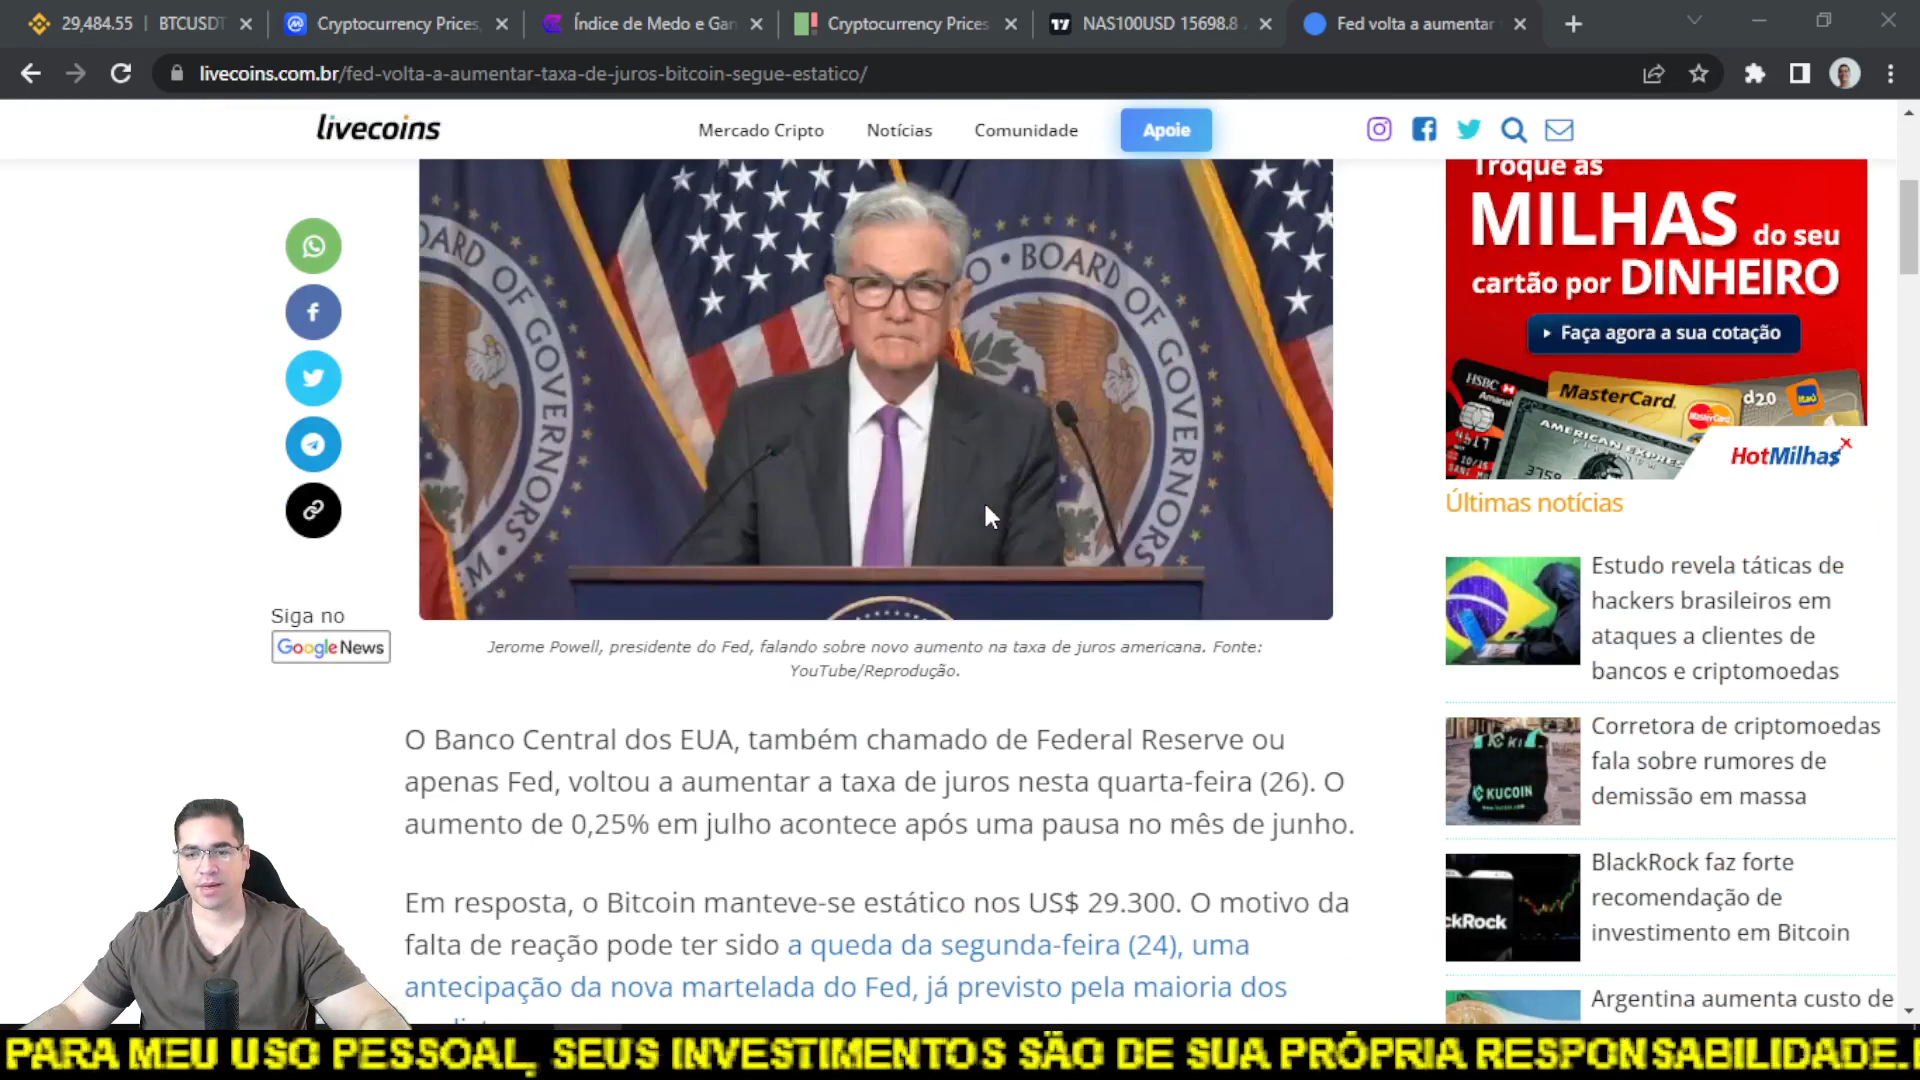 29,484.55 | BTCUSDT
Cryptocurrency Prices,
Índice de Medo e Gan
Cryptocurrency Prices
NAS100USD 15698.8
Fed volta a aumentar
livecoins.com.br/fed-volta-a-aumentar-taxa-de-juros-bitcoin-segue-estatico/
livecoins
Mercado Cripto
Notícias
Comunidade
Apoie
BOARD OF GOVERNORS
BOARD GOVERNORS
Siga no
Google News
Jerome Powell, presidente do Fed, falando sobre novo aumento na taxa de juros americana. Fonte:
YouTube/Reprodução.
O Banco Central dos EUA, também chamado de Federal Reserve ou
apenas Fed, voltou a aumentar a taxa de juros nesta quarta-feira (26). O
aumento de 0,25% em julho acontece após uma pausa no mês de junho.
Em resposta, o Bitcoin manteve-se estático nos US$ 29.300. O motivo da
falta de reação pode ter sido a queda da segunda-feira (24), uma
antecipação da nova martelada do Fed, já previsto pela maioria dos
Troque as
MILHAS do seu
cartão por DINHEIRO
Faça agora a sua cotação
HSBC
MasterCard
d2.0
Itaú
AMERICAN EXPRESS
HotMilhas
Últimas notícias
Estudo revela táticas de
hackers brasileiros em
ataques a clientes de
bancos e criptomoedas
KUCOIN
Corretora de criptomoedas
fala sobre rumores de
demissão em massa
ckRock
BlackRock faz forte
recomendação de
investimento em Bitcoin
Argentina aumenta custo de
PARA MEU USO PESSOAL, SEUS INVESTIMENTOS SÃO DE SUA PRÓPRIA RESPONSABILIDADE.